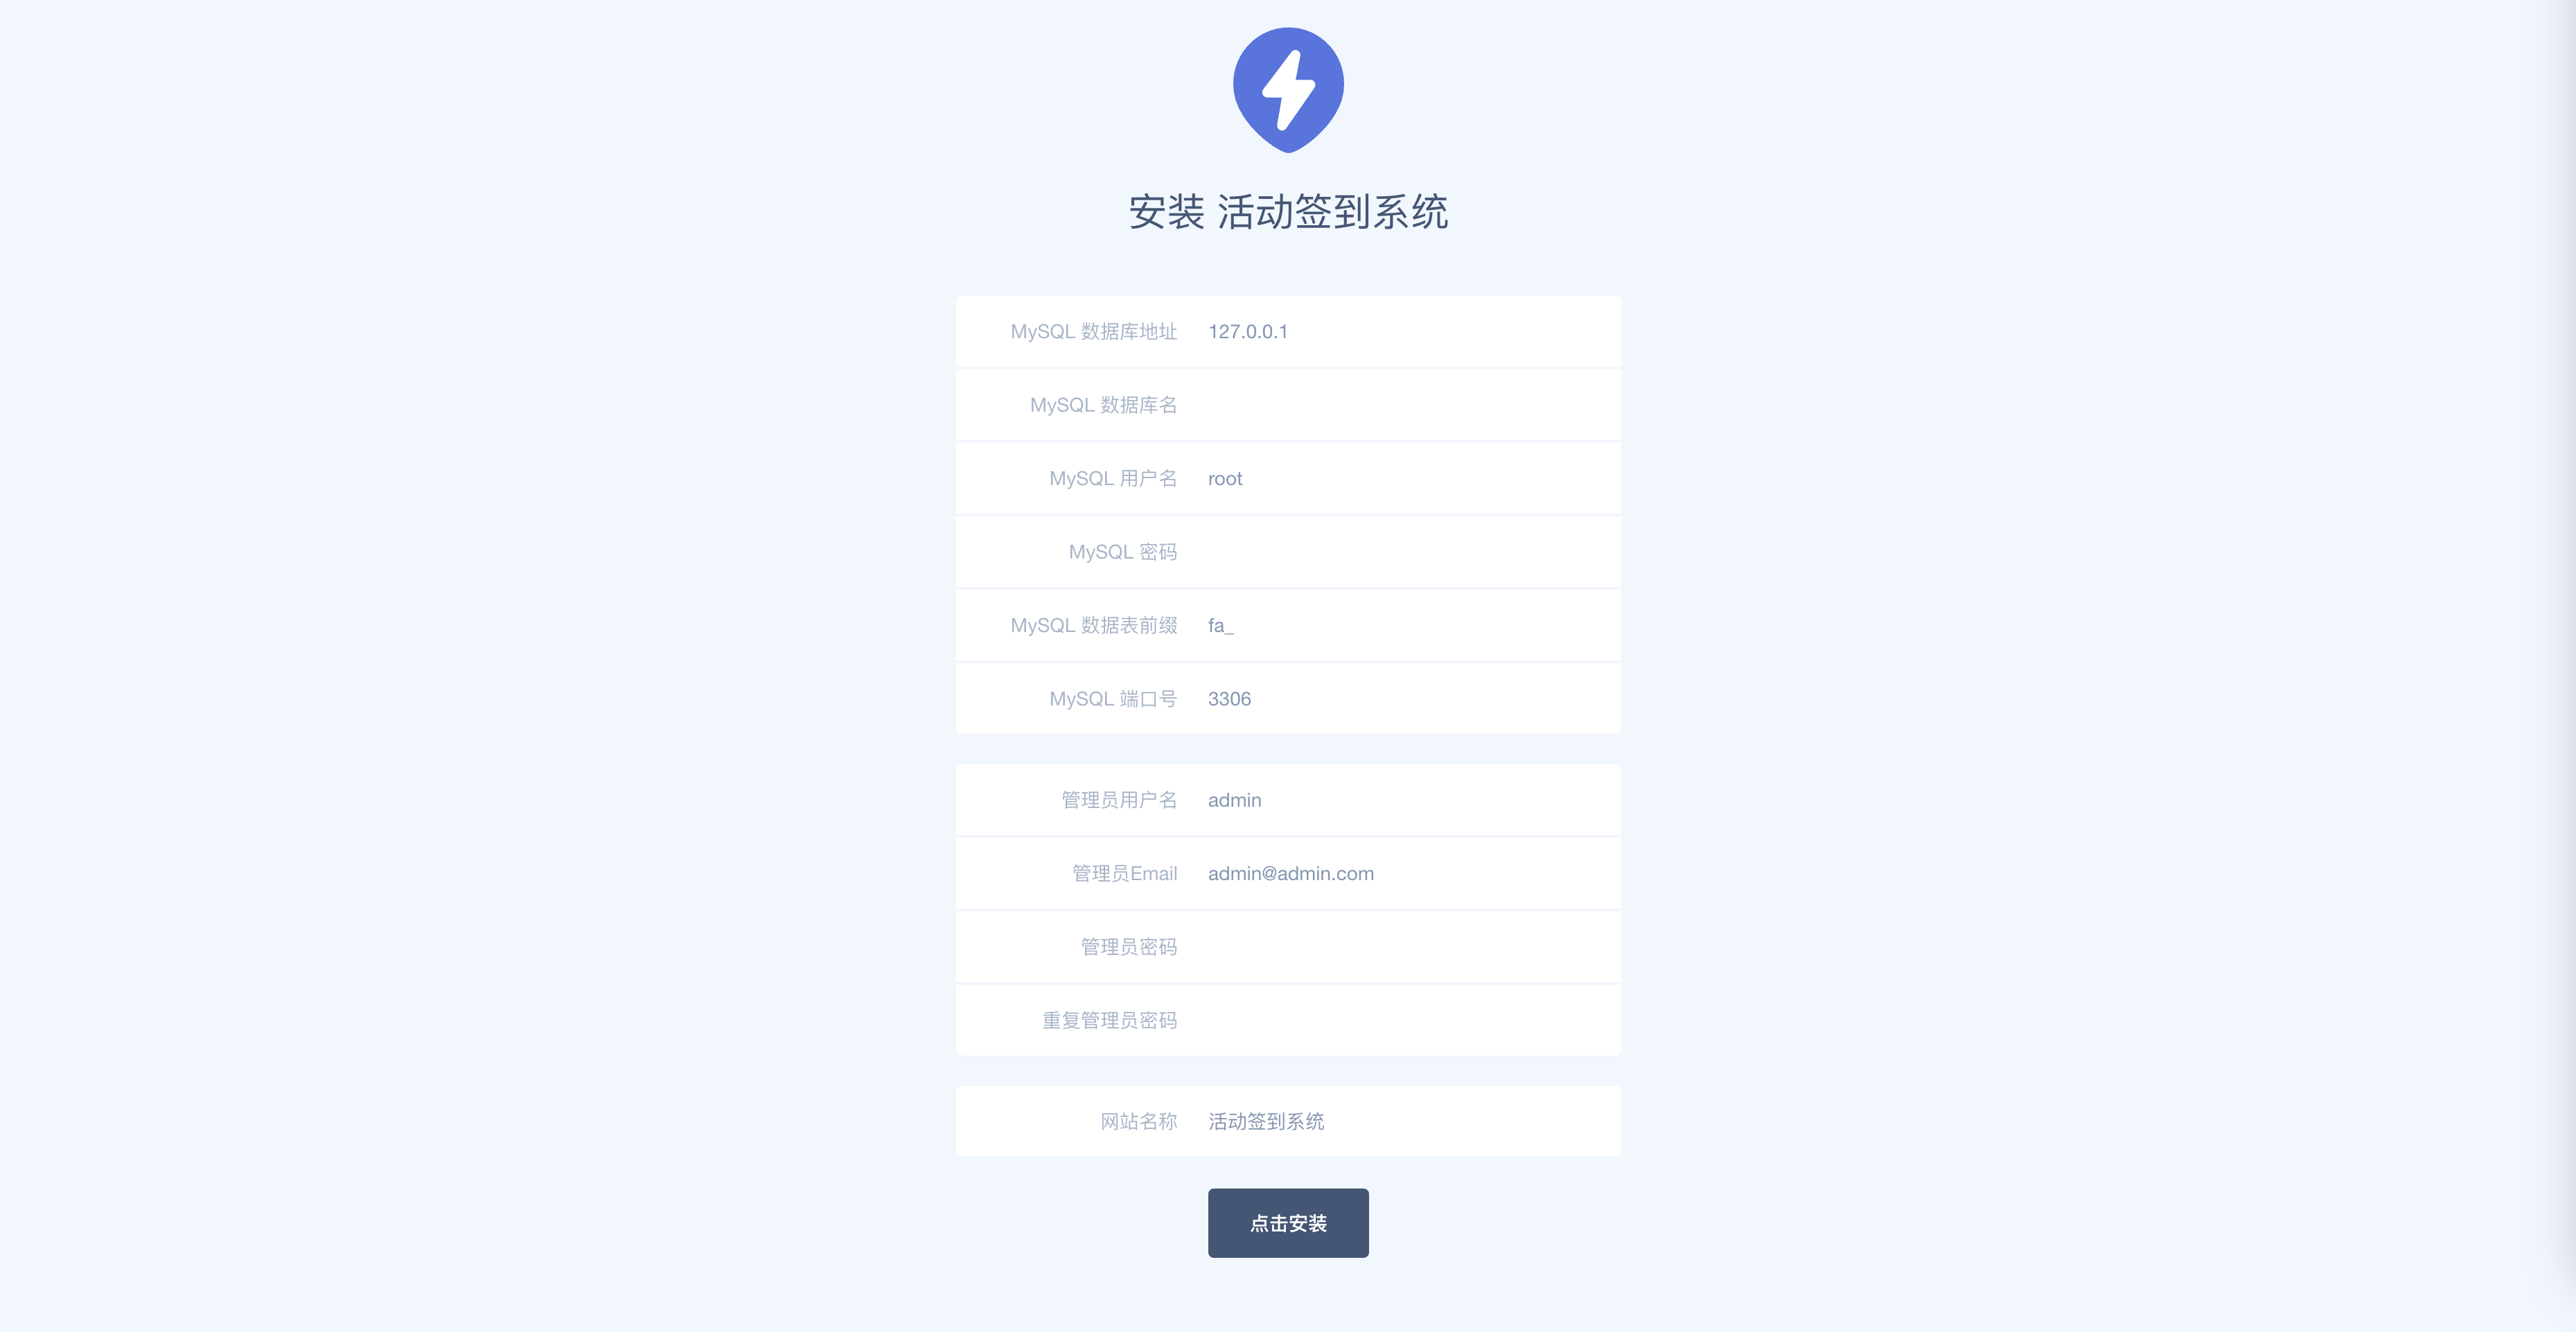 安装 活动签到系统
MySQL 数据库地址 127.0.0.1
MySQL 数据库名
MySQL 用户名 root
MySQL 密码
MySQL 数据表前缀 fa_
MySQL 端口号 3306
管理员用户名 admin
管理员Email admin@admin.com
管理员密码
重复管理员密码
网站名称 活动签到系统
点击安装